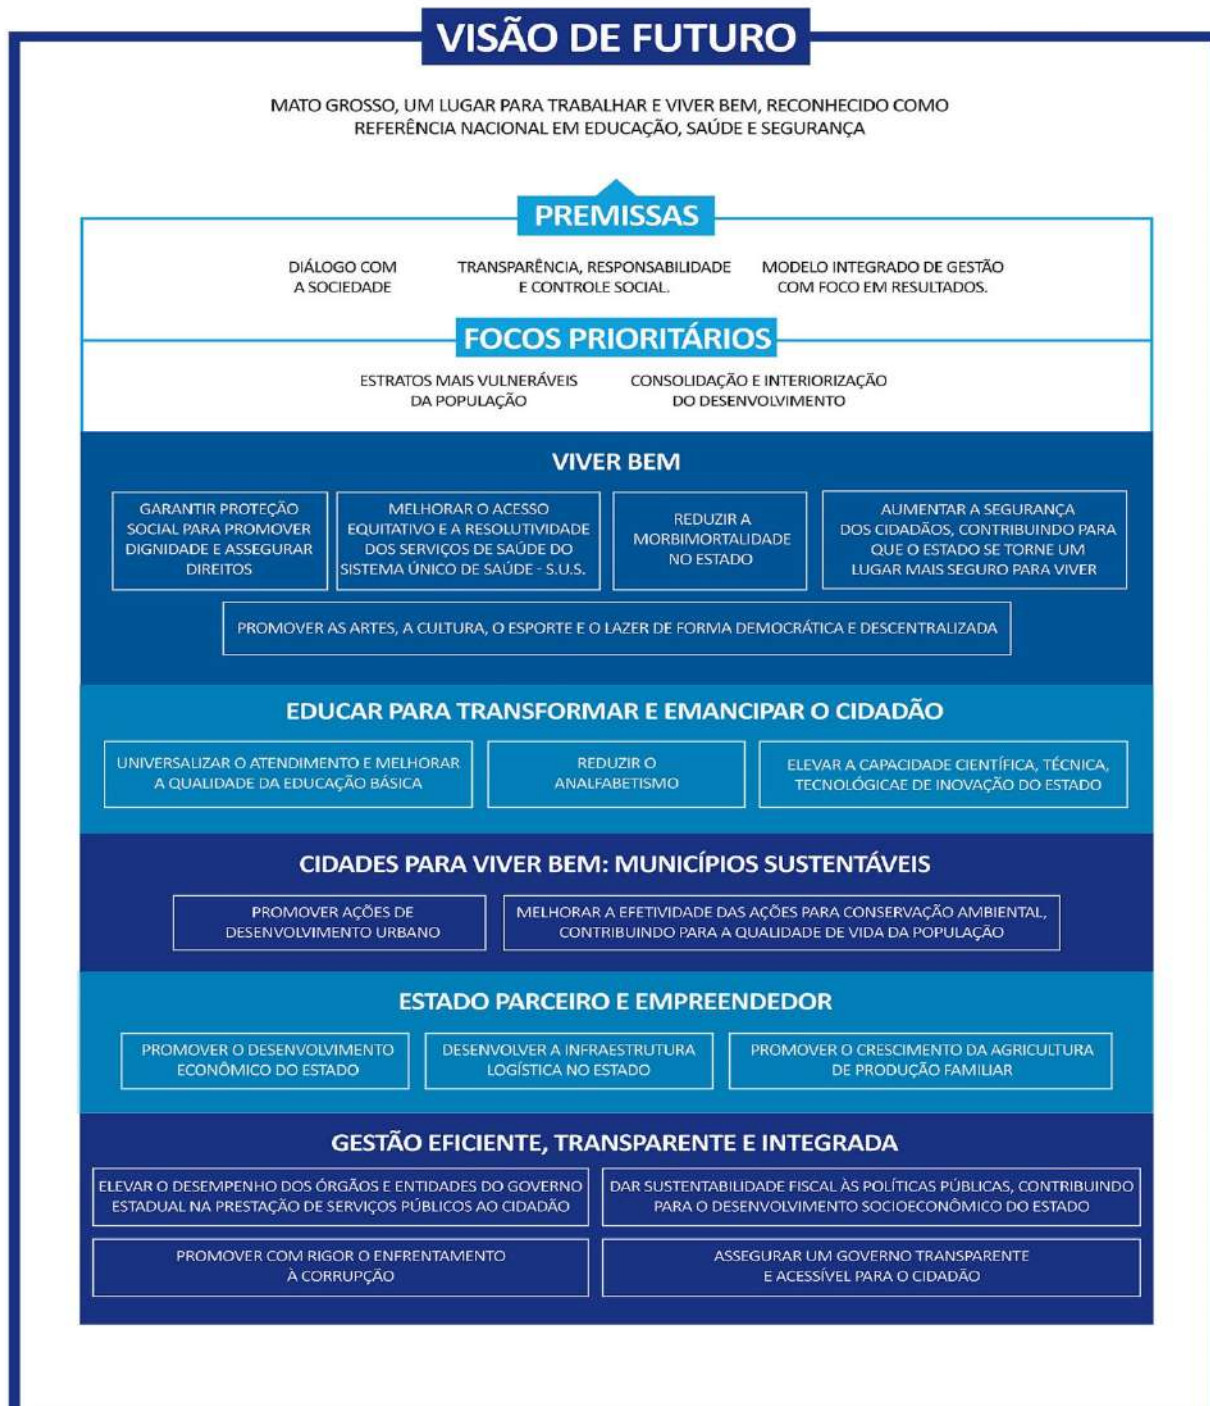 VISÃO DE FUTURO
MATO GROSSO, UM LUGAR PARA TRABALHAR E VIVER BEM, RECONHECIDO COMO
REFERÊNCIA NACIONAL EM EDUCAÇÃO, SAÚDE E SEGURANÇA
PREMISSAS
DIÁLOGO COM
A SOCIEDADE
TRANSPARÊNCIA, RESPONSABILIDADE
E CONTROLE SOCIAL.
MODELO INTEGRADO DE GESTÃO
COM FOCO EM RESULTADOS.
FOCOS PRIORITÁRIOS
ESTRATOS MAIS VULNERÁVEIS
DA POPULAÇÃO
CONSOLIDAÇÃO E INTERIORIZAÇÃO
DO DESENVOLVIMENTO
VIVER BEM
GARANTIR PROTEÇÃO
SOCIAL PARA PROMOVER
DIGNIDADE E ASSEGURAR
DIREITOS
MELHORAR O ACESSO
EQUITATIVO E A RESOLUTIVIDADE
DOS SERVIÇOS DE SAÚDE DO
SISTEMA ÚNICO DE SAÚDE - S.U.S.
REDUZIR A
MORBIMORTALIDADE
NO ESTADO
AUMENTAR A SEGURANÇA
DOS CIDADÃOS, CONTRIBUINDO PARA
QUE O ESTADO SE TORNE UM
LUGAR MAIS SEGURO PARA VIVER
PROMOVER AS ARTES, A CULTURA, O ESPORTE E O LAZER DE FORMA DEMOCRÁTICA E DESCENTRALIZADA
EDUCAR PARA TRANSFORMAR E EMANCIPAR O CIDADÃO
UNIVERSALIZAR O ATENDIMENTO E MELHORAR
A QUALIDADE DA EDUCAÇÃO BÁSICA
REDUZIR O
ANALFABETISMO
ELEVAR A CAPACIDADE CIENTÍFICA, TÉCNICA,
TECNOLÓGICAE DE INOVAÇÃO DO ESTADO
CIDADES PARA VIVER BEM: MUNICÍPIOS SUSTENTÁVEIS
PROMOVER AÇÕES DE
DESENVOLVIMENTO URBANO
MELHORAR A EFETIVIDADE DAS AÇÕES PARA CONSERVAÇÃO AMBIENTAL,
CONTRIBUINDO PARA A QUALIDADE DE VIDA DA POPULAÇÃO
ESTADO PARCEIRO E EMPREENDEDOR
PROMOVER O DESENVOLVIMENTO
ECONÔMICO DO ESTADO
DESENVOLVER A INFRAESTRUTURA
LOGÍSTICA NO ESTADO
PROMOVER O CRESCIMENTO DA AGRICULTURA
DE PRODUÇÃO FAMILIAR
GESTÃO EFICIENTE, TRANSPARENTE E INTEGRADA
ELEVAR O DESEMPENHO DOS ÓRGÃOS E ENTIDADES DO GOVERNO
ESTADUAL NA PRESTAÇÃO DE SERVIÇOS PÚBLICOS AO CIDADÃO
DAR SUSTENTABILIDADE FISCAL ÀS POLÍTICAS PÚBLICAS, CONTRIBUINDO
PARA O DESENVOLVIMENTO SOCIOECONÔMICO DO ESTADO
PROMOVER COM RIGOR O ENFRENTAMENTO
À CORRUPÇÃO
ASSEGURAR UM GOVERNO TRANSPARENTE
E ACESSÍVEL PARA O CIDADÃO